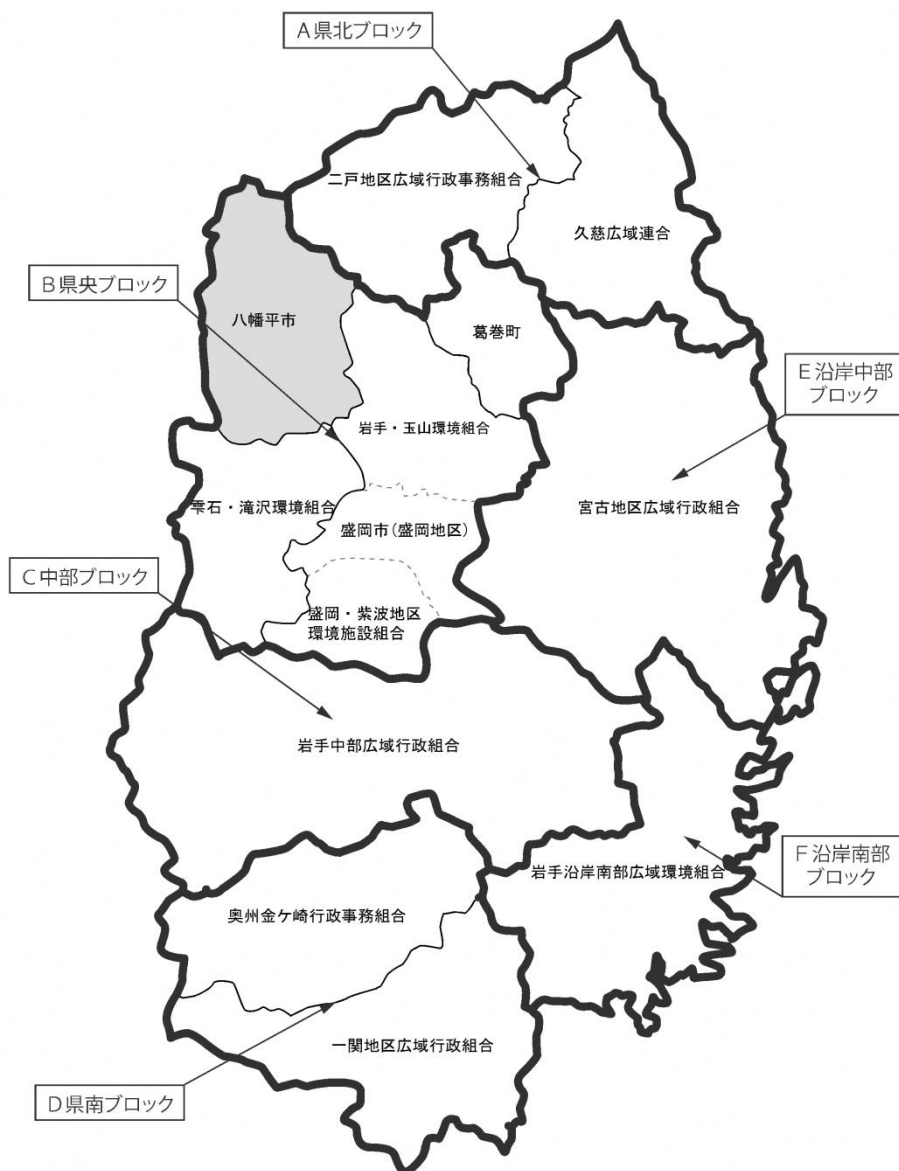 A県北ブロック
二戸地区広域行政事務組合
久慈広域連合
B県央ブロック
八幡平市
葛巻町
E沿岸中部
ブロック
岩手・玉山環境組合
雫石・滝沢環境組合
宮古地区広域行政組合
盛岡市(盛岡地区)
C中部ブロック
盛岡・紫波地区
環境施設組合
岩手中部広域行政組合
F沿岸南部
ブロック
岩手沿岸南部広域環境組合
奥州金ケ崎行政事務組合
一関地区広域行政組合
D県南ブロック